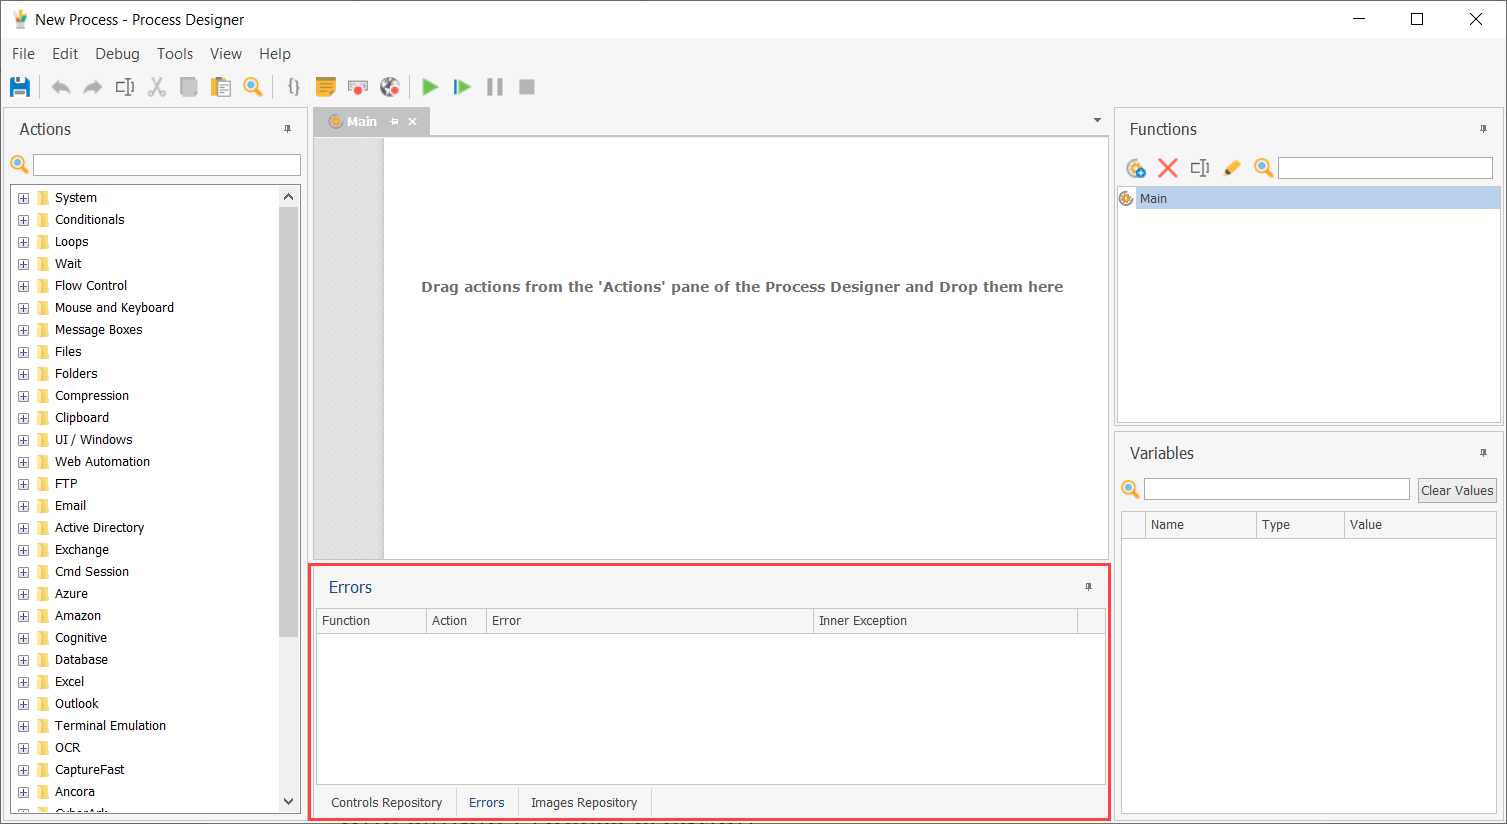 New Process - Process Designer
File Edit Debug Tools View Help
Actions
System
Conditionals
Loops
Wait
Flow Control
Mouse and Keyboard
Message Boxes
Files
Folders
Compression
Clipboard
UI / Windows
Web Automation
FTP
Email
Active Directory
Exchange
Cmd Session
Azure
Amazon
Cognitive
Database
Excel
Outlook
Terminal Emulation
OCR
CaptureFast
Ancora
Main
Drag actions from the 'Actions' pane of the Process Designer and Drop them here
Errors
Function Action Error Inner Exception
Controls Repository Errors Images Repository
Functions
Main
Variables
Clear Values
Name Type Value